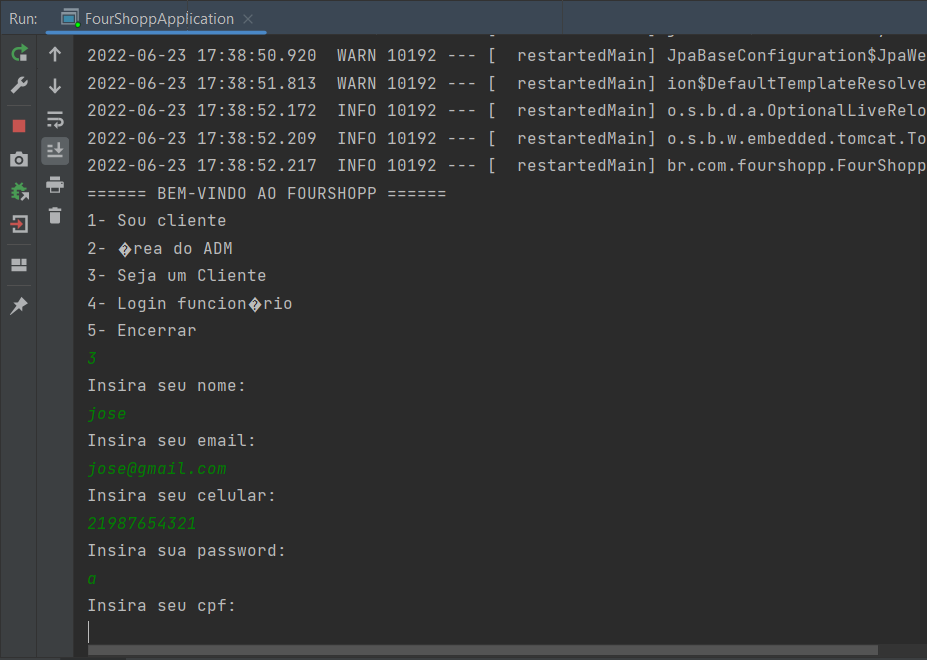 Run: FourShoppApplication
2022-06-23 17:38:50.920  WARN 10192 --- [  restartedMain] JpaBaseConfiguration$JpaWe
2022-06-23 17:38:51.813  WARN 10192 --- [  restartedMain] ion$DefaultTemplateResolve
2022-06-23 17:38:52.172  INFO 10192 --- [  restartedMain] o.s.b.d.a.OptionalLiveRelo
2022-06-23 17:38:52.209  INFO 10192 --- [  restartedMain] o.s.b.w.embedded.tomcat.To
2022-06-23 17:38:52.217  INFO 10192 --- [  restartedMain] br.com.fourshopp.FourShopp
====== BEM-VINDO AO FOURSHOPP ======
1- Sou cliente
2- �rea do ADM
3- Seja um Cliente
4- Login funcion�rio
5- Encerrar
3
Insira seu nome:
jose
Insira seu email:
jose@gmail.com
Insira seu celular:
21987654321
Insira sua password:
a
Insira seu cpf: